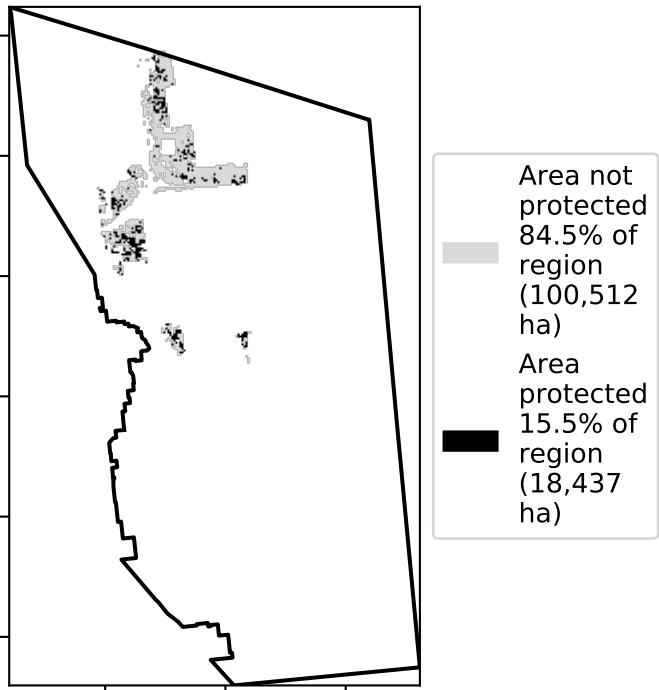 Area not
protected
84.5% of
region
(100,512
ha)
Area
protected
15.5% of
region
(18,437
ha)